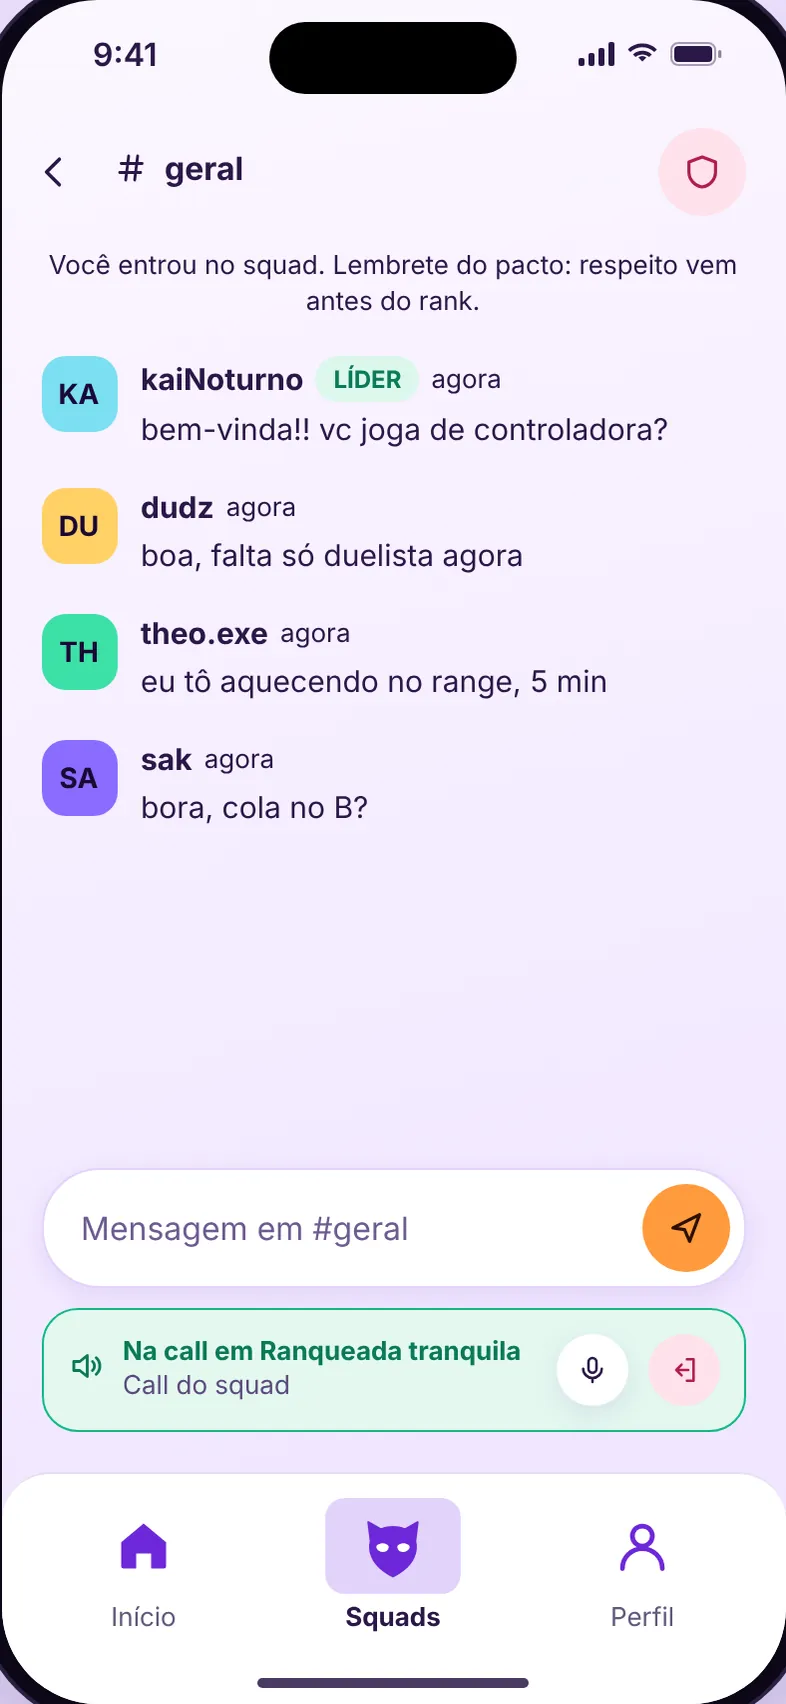 9:41
# geral
Você entrou no squad. Lembrete do pacto: respeito vem
antes do rank.
KA
kaiNoturno LÍDER agora
bem-vinda!! vc joga de controladora?
DU
dudz agora
boa, falta só duelista agora
TH
theo.exe agora
eu tô aquecendo no range, 5 min
SA
sak agora
bora, cola no B?
Mensagem em #geral
Na call em Ranqueada tranquila
Call do squad
Início
Squads
Perfil